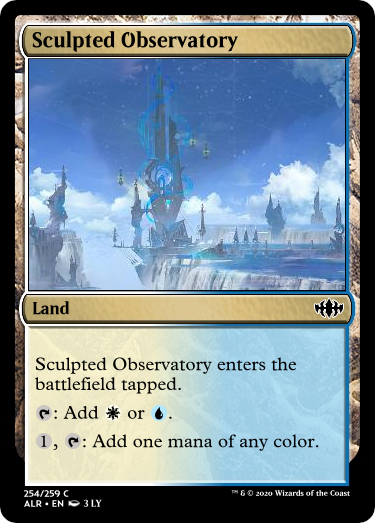 Sculpted Observatory
Land
Sculpted Observatory enters the
battlefield tapped.
: Add or .
1, : Add one mana of any color.
254/259 C
ALR • EN 3 LY
™ & © 2020 Wizards of the Coast